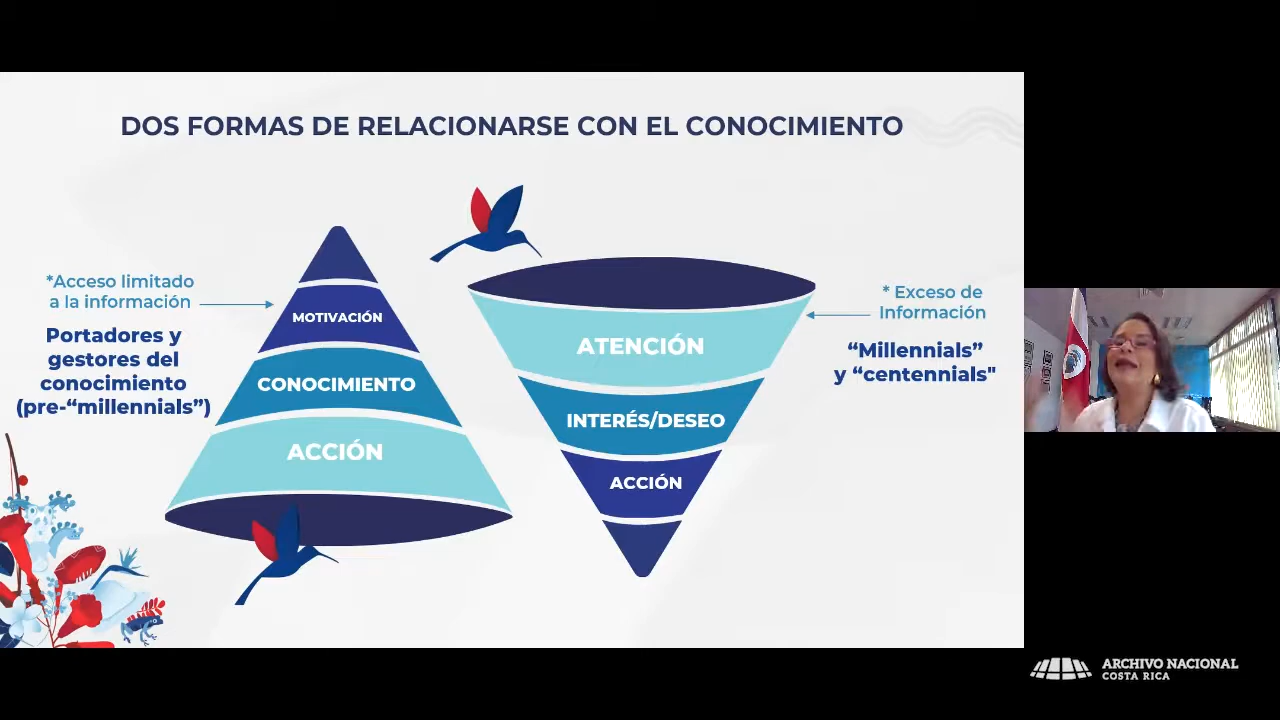 DOS FORMAS DE RELACIONARSE CON EL CONOCIMIENTO
*Acceso limitado
a la información
Portadores y
gestores del
conocimiento
(pre-“millennials”)
MOTIVACIÓN
CONOCIMIENTO
ACCIÓN
ATENCIÓN
INTERÉS/DESEO
ACCIÓN
* Exceso de
Información
“Millennials”
y “centennials"
ARCHIVO NACIONAL
COSTA RICA